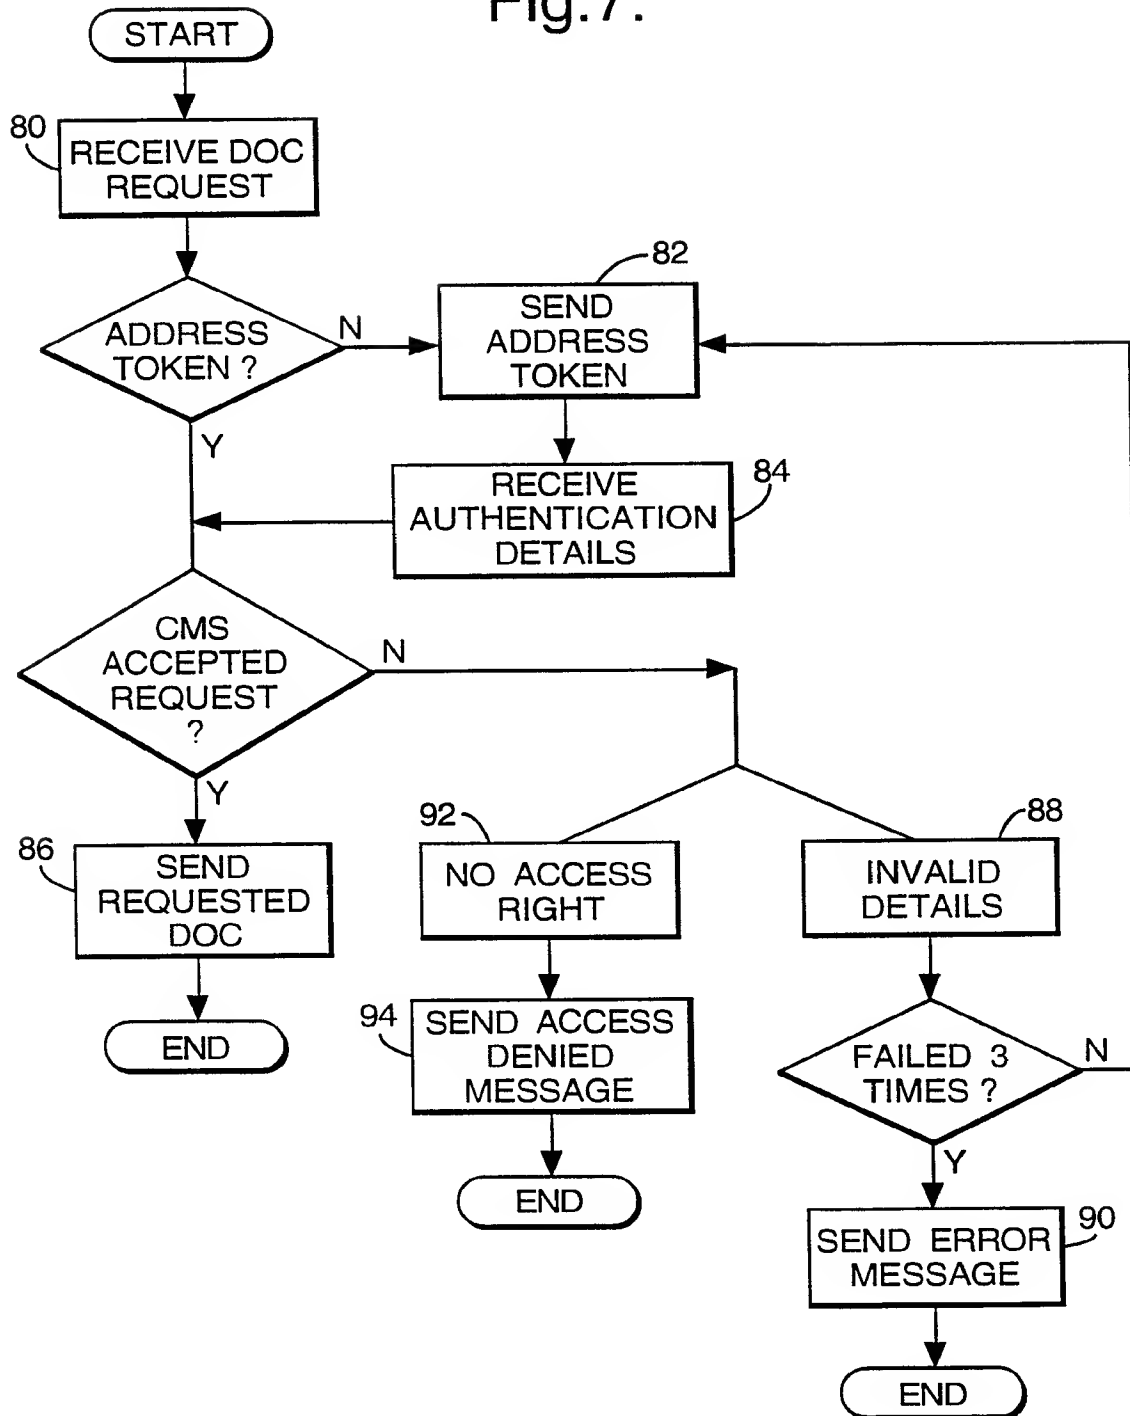 Fig.7.
START
80
RECEIVE DOC
REQUEST
82
ADDRESS
TOKEN ?
N
SEND
ADDRESS
TOKEN
Y
84
RECEIVE
AUTHENTICATION
DETAILS
CMS
ACCEPTED
REQUEST
?
N
Y
86
SEND
REQUESTED
DOC
END
92
NO ACCESS
RIGHT
94
SEND ACCESS
DENIED
MESSAGE
END
88
INVALID
DETAILS
FAILED 3
TIMES ?
N
Y
90
SEND ERROR
MESSAGE
END